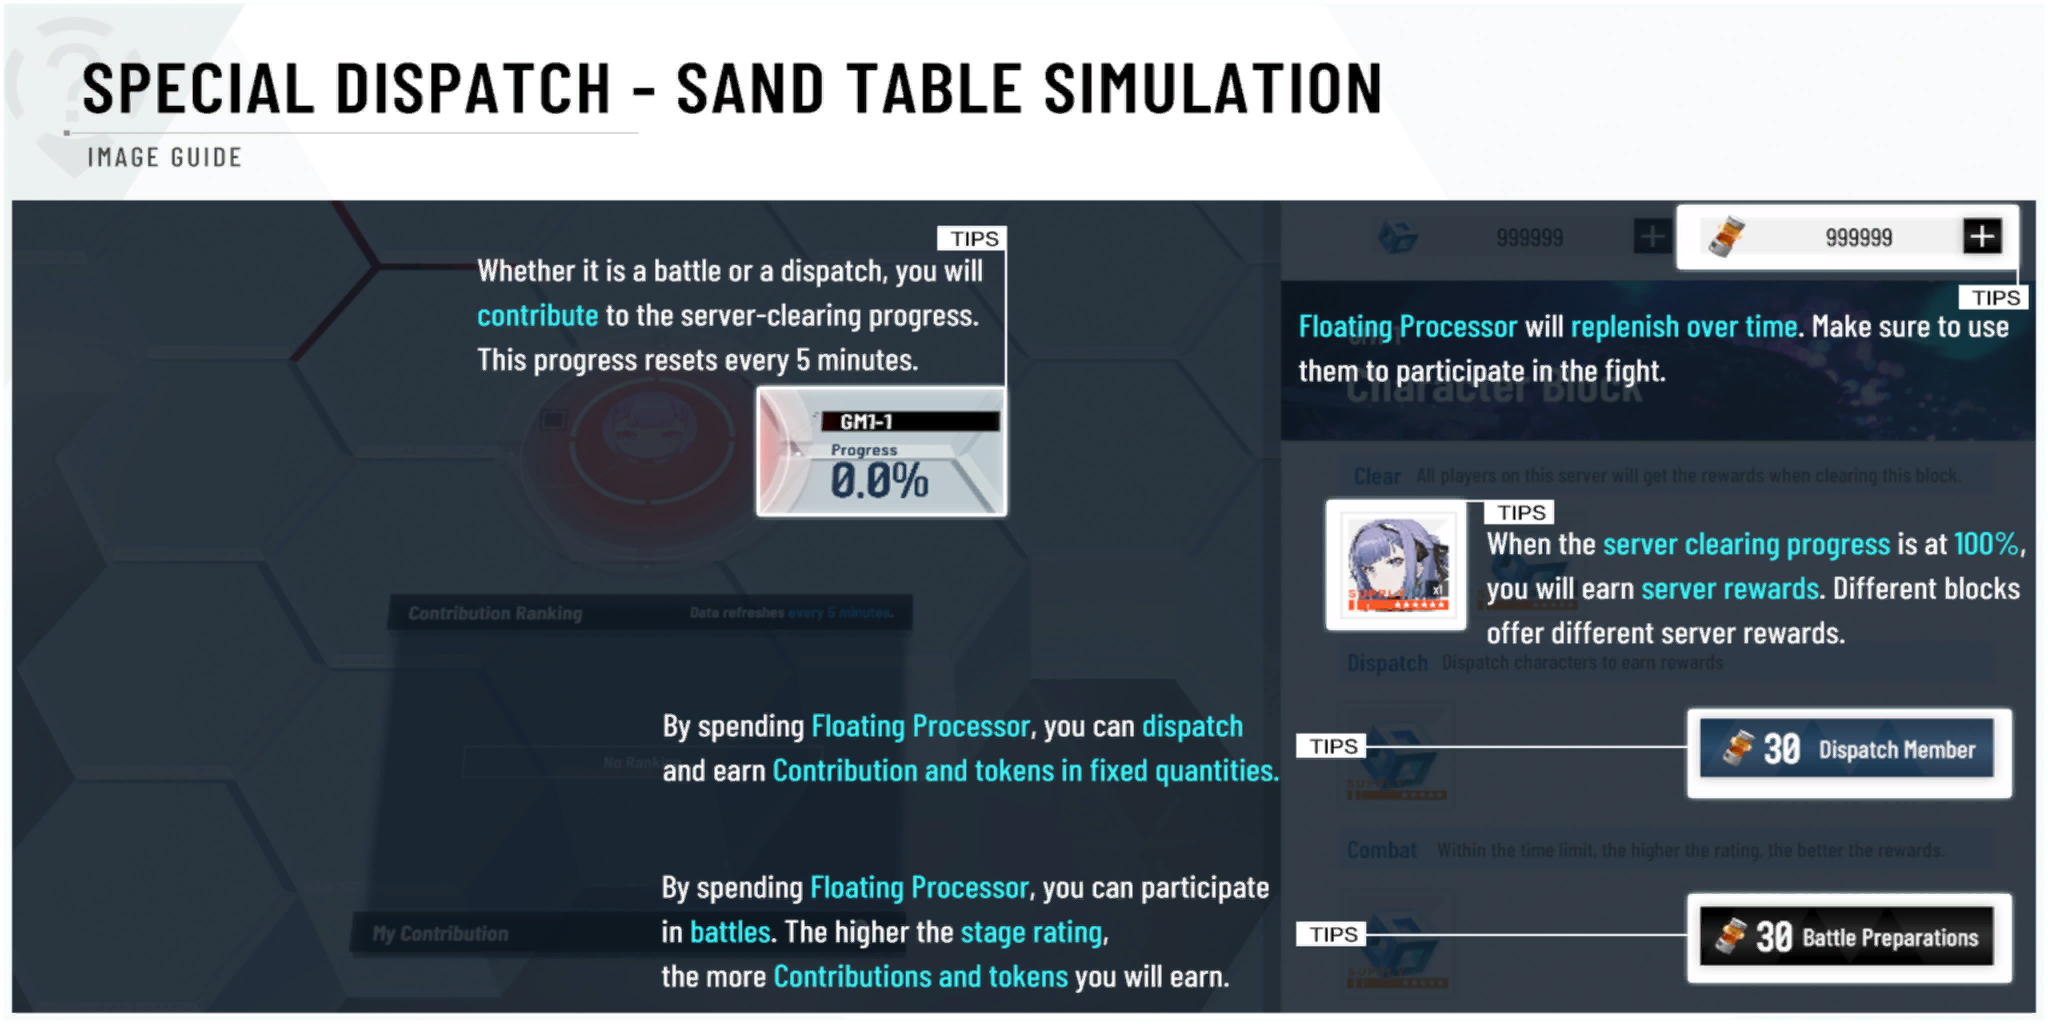 SPECIAL DISPATCH - SAND TABLE SIMULATION
IMAGE GUIDE
TIPS
Whether it is a battle or a dispatch, you will
contribute to the server-clearing progress.
This progress resets every 5 minutes.
GM1-1
Progress
0.0%
999999
999999
TIPS
Floating Processor will replenish over time. Make sure to use
them to participate in the fight.
Character Block
Clear All players on this server will get the rewards when clearing this block.
TIPS
When the server clearing progress is at 100%,
you will earn server rewards. Different blocks
offer different server rewards.
SUPPLY
x1
Contribution Ranking Data refreshes every 5 minutes.
Dispatch Dispatch characters to earn rewards
By spending Floating Processor, you can dispatch
and earn Contribution and tokens in fixed quantities.
No Ranking
TIPS
30 Dispatch Member
SUPPLY
Combat Within the time limit, the higher the rating, the better the rewards.
By spending Floating Processor, you can participate
in battles. The higher the stage rating,
the more Contributions and tokens you will earn.
My Contribution
TIPS
30 Battle Preparations
SUPPLY